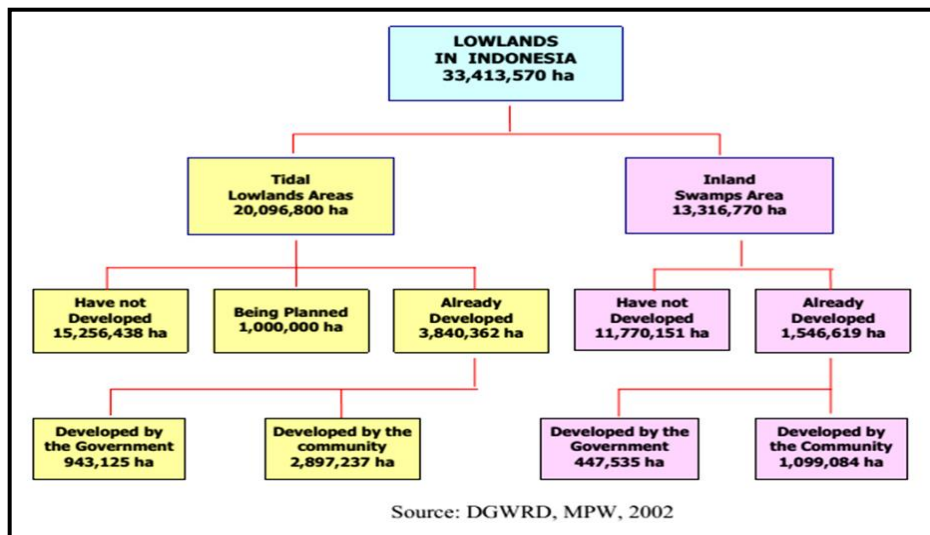 LOWLANDS
IN INDONESIA
33,413,570 ha
Tidal
Lowlands Areas
20,096,800 ha
Inland
Swamps Area
13,316,770 ha
Have not
Developed
15,256,438 ha
Being Planned
1,000,000 ha
Already
Developed
3,840,362 ha
Have not
Developed
11,770,151 ha
Already
Developed
1,546,619 ha
Developed by
the Government
943,125 ha
Developed by the
community
2,897,237 ha
Developed by the
Government
447,535 ha
Developed by
the Community
1,099,084 ha
Source: DGWRD, MPW, 2002